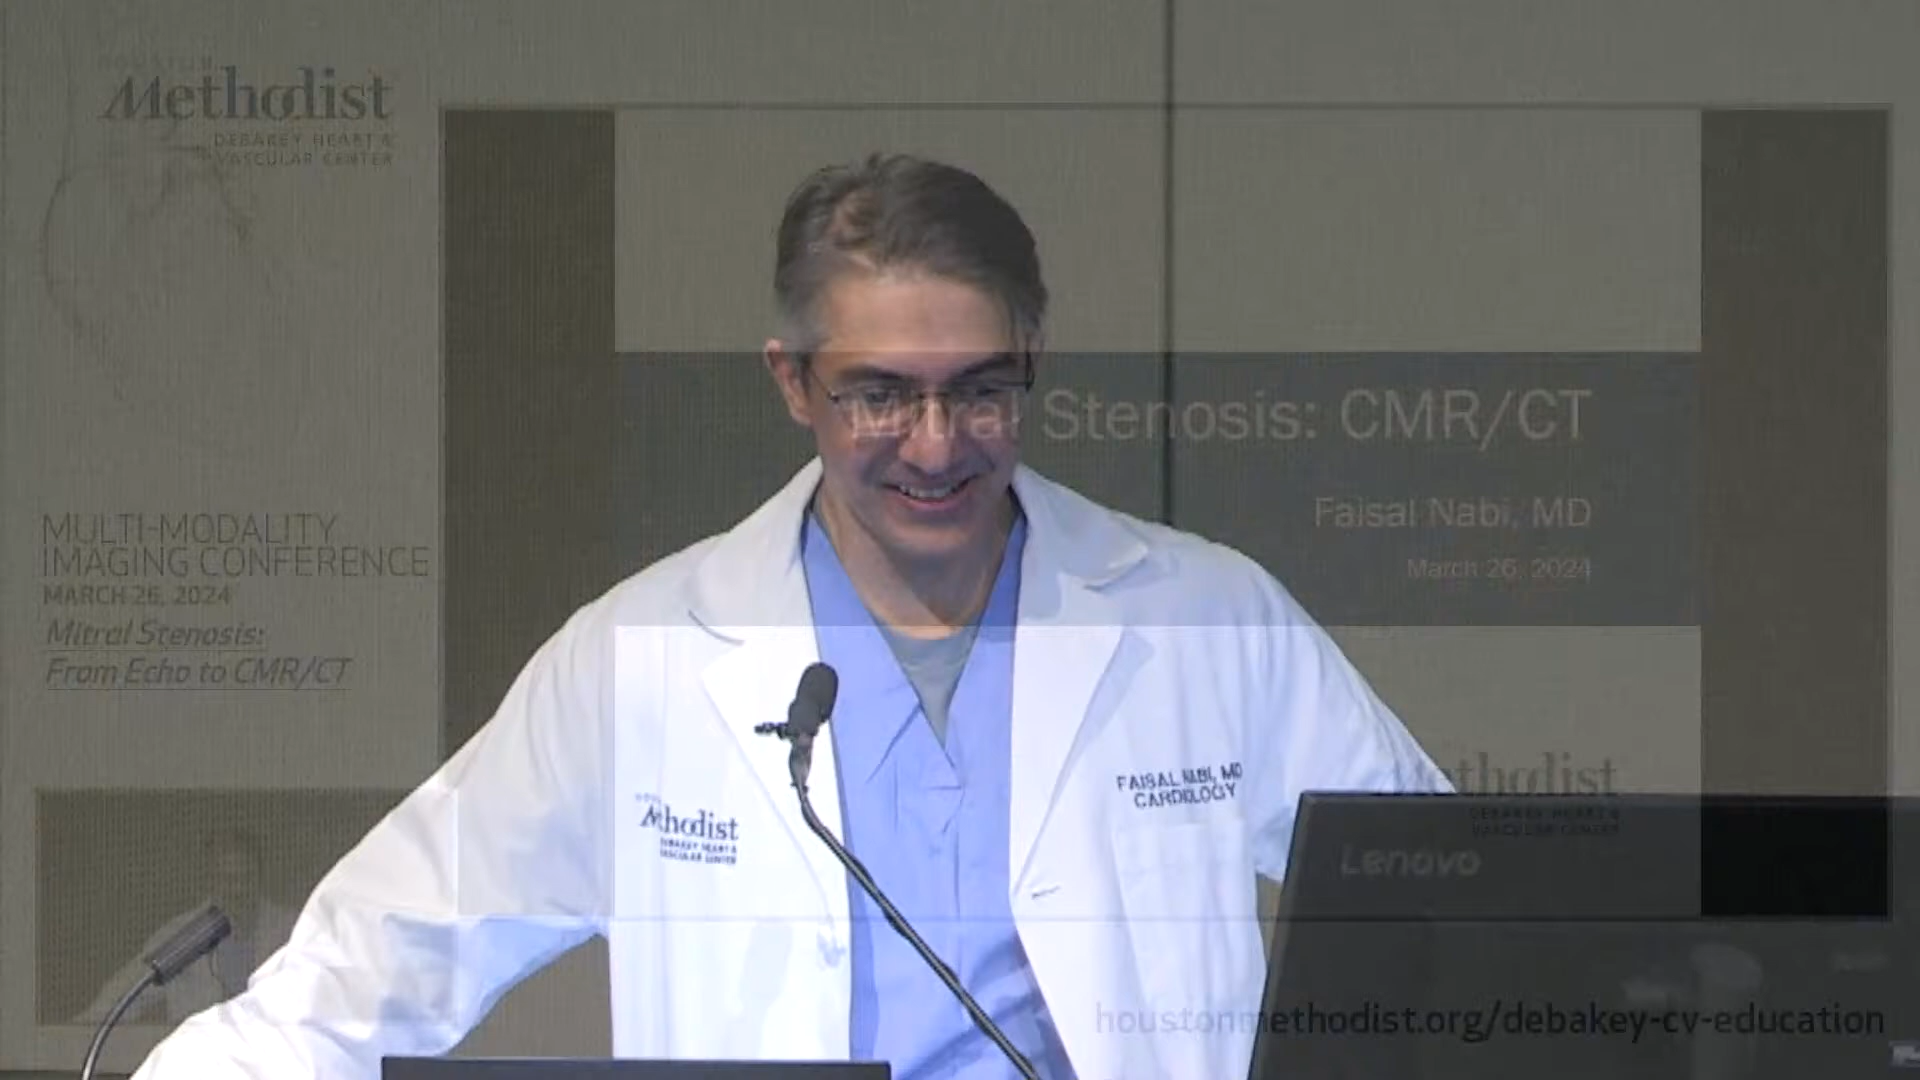 Methodist
DEBAKEY HEART &
VASCULAR CENTER
Mitral Stenosis: CMR/CT
Faisal Nabi, MD
March 26, 2024
MULTI-MODALITY
IMAGING CONFERENCE
MARCH 26, 2024
Mitral Stenosis:
From Echo to CMR/CT
FAISAL NABI, MD
CARDIOLOGY
Methodist
DEBAKEY HEART &
VASCULAR CENTER
Methodist
DEBAKEY HEART &
VASCULAR CENTER
Lenovo
houstonmethodist.org/debakey-cv-education